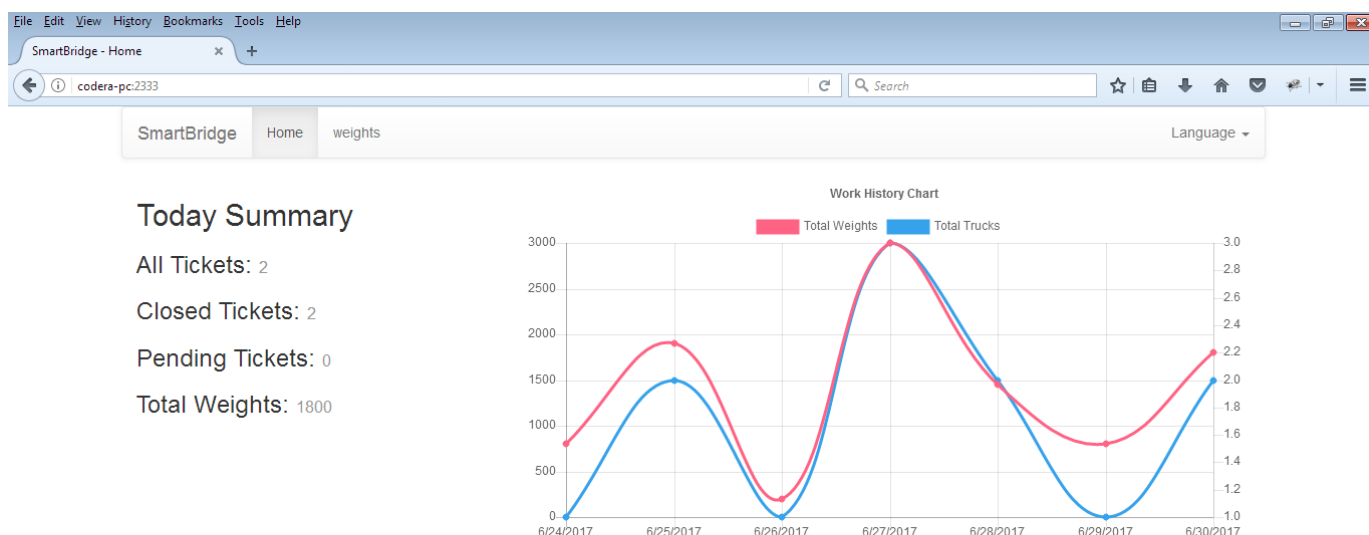 File Edit View History Bookmarks Tools Help
SmartBridge - Home
codera-pc:2333
Search
SmartBridge Home weights Language
Today Summary
All Tickets: 2
Closed Tickets: 2
Pending Tickets: 0
Total Weights: 1800
Work History Chart
Total Weights Total Trucks
3000 3.0
2.8
2500 2.6
2.4
2000 2.2
1500 2.0
1.8
1000 1.6
1.4
500 1.2
0 1.0
6/24/2017 6/25/2017 6/26/2017 6/27/2017 6/28/2017 6/29/2017 6/30/2017